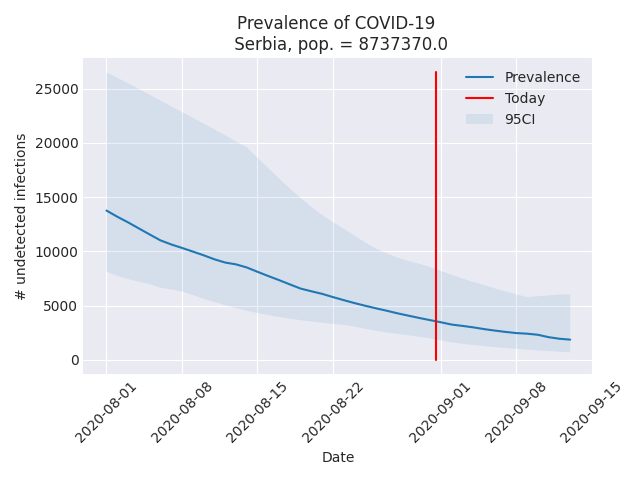 Prevalence of COVID-19
Serbia, pop. = 8737370.0
Prevalence
Today
95CI
# undetected infections
25000
20000
15000
10000
5000
0
2020-08-01
2020-08-08
2020-08-15
2020-08-22
2020-09-01
2020-09-08
2020-09-15
Date